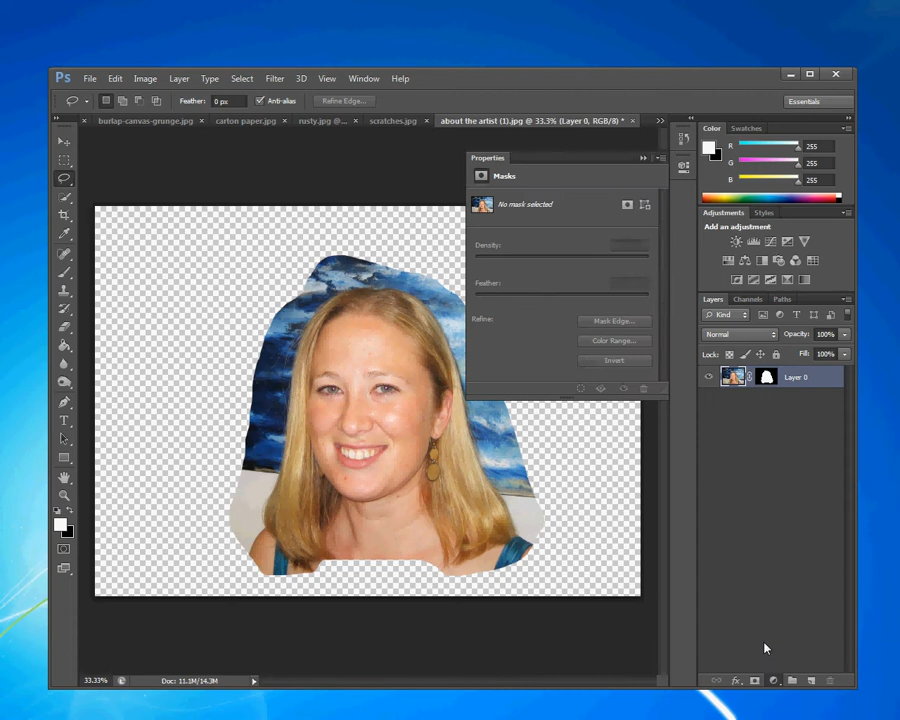 Ps File Edit Image Layer Type Select Filter 3D View Window Help
Feather: 0 px Anti-alias Refine Edge... Essentials
burlap-canvas-grunge.jpg × carton paper.jpg × rusty.jpg @... × scratches.jpg × about the artist (1).jpg @ 33.3% (Layer 0, RGB/8) * ×
Color Swatches
R 255
G 255
B 255
Properties
Masks
No mask selected
Density:
Feather:
Refine:
Mask Edge...
Color Range...
Invert
Adjustments Styles
Add an adjustment
Layers Channels Paths
Kind
Normal Opacity: 100%
Lock: Fill: 100%
Layer 0
33.33% Doc: 11.1M/14.3M